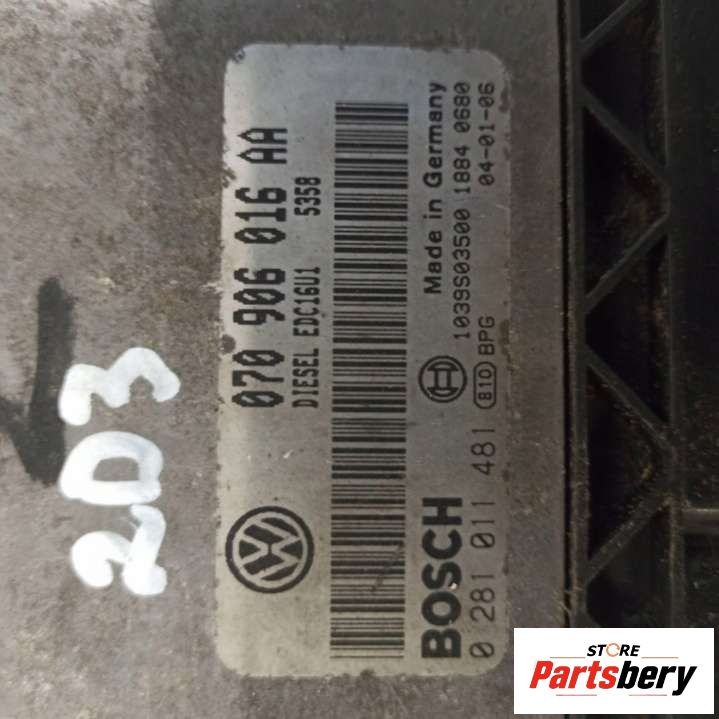 2D3
070 906 016 AA
DIESEL EDC16U1 5358
BOSCH
0 281 011 481
Made in Germany
1039S03500 1884 0680
81D BPG 04-01-06
STORE
Partsbery